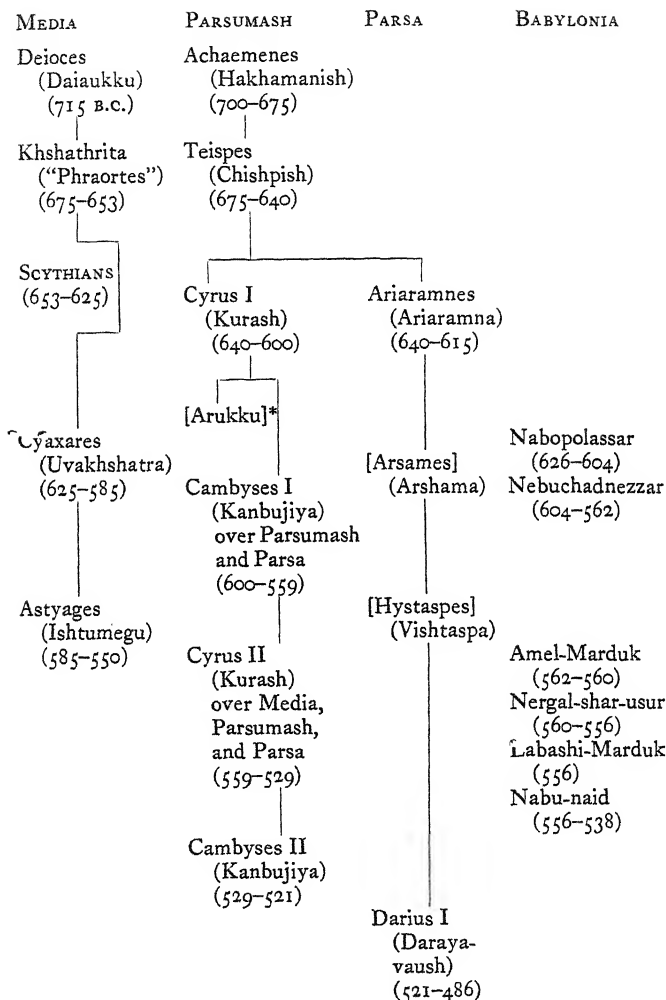 MEDIA
Deioces
(Daiaukku)
(715 B.C.)
Khshathrita
("Phraortes")
(675–653)
SCYTHIANS
(653–625)
Cyaxares
(Uvakhshatra)
(625–585)
Astyages
(Ishtumegu)
(585–550)
PARSUMASH
Achaemenes
(Hakhamanish)
(700–675)
Teispes
(Chishpish)
(675–640)
Cyrus I
(Kurash)
(640–600)
[Arukku]*
Cambyses I
(Kanbujiya)
over Parsumash
and Parsa
(600–559)
Cyrus II
(Kurash)
over Media,
Parsumash,
and Parsa
(559–529)
Cambyses II
(Kanbujiya)
(529–521)
PARSA
Ariaramnes
(Ariaramna)
(640–615)
[Arsames]
(Arshama)
[Hystaspes]
(Vishtaspa)
Darius I
(Daraya-
vaush)
(521–486)
BABYLONIA
Nabopolassar
(626–604)
Nebuchadnezzar
(604–562)
Amel-Marduk
(562–560)
Nergal-shar-usur
(560–556)
Labashi-Marduk
(556)
Nabu-naid
(556–538)